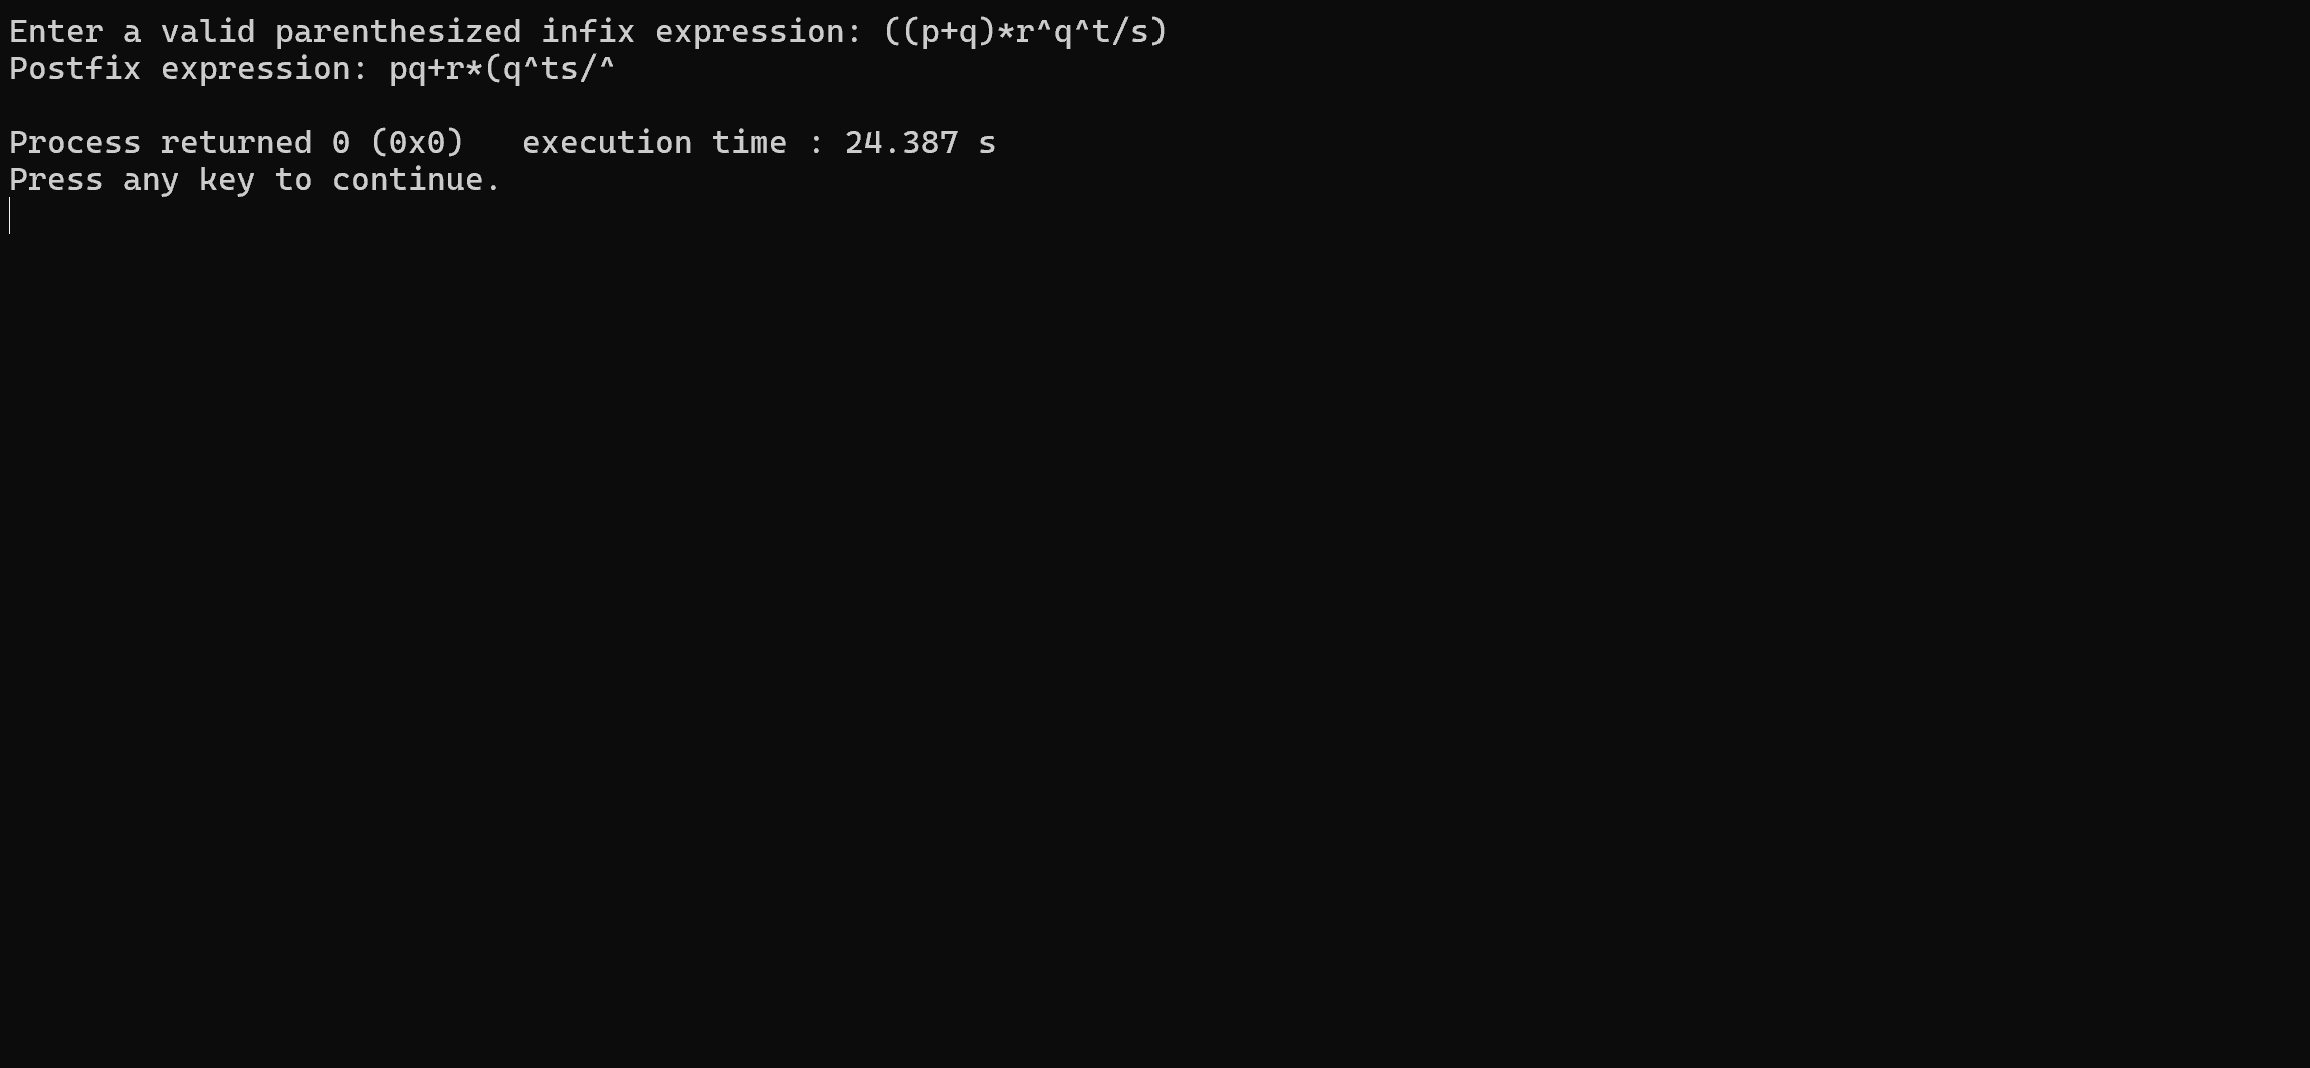 Enter a valid parenthesized infix expression: ((p+q)*r^q^t/s)
Postfix expression: pq+r*(q^ts/^
Process returned 0 (0x0)   execution time : 24.387 s
Press any key to continue.